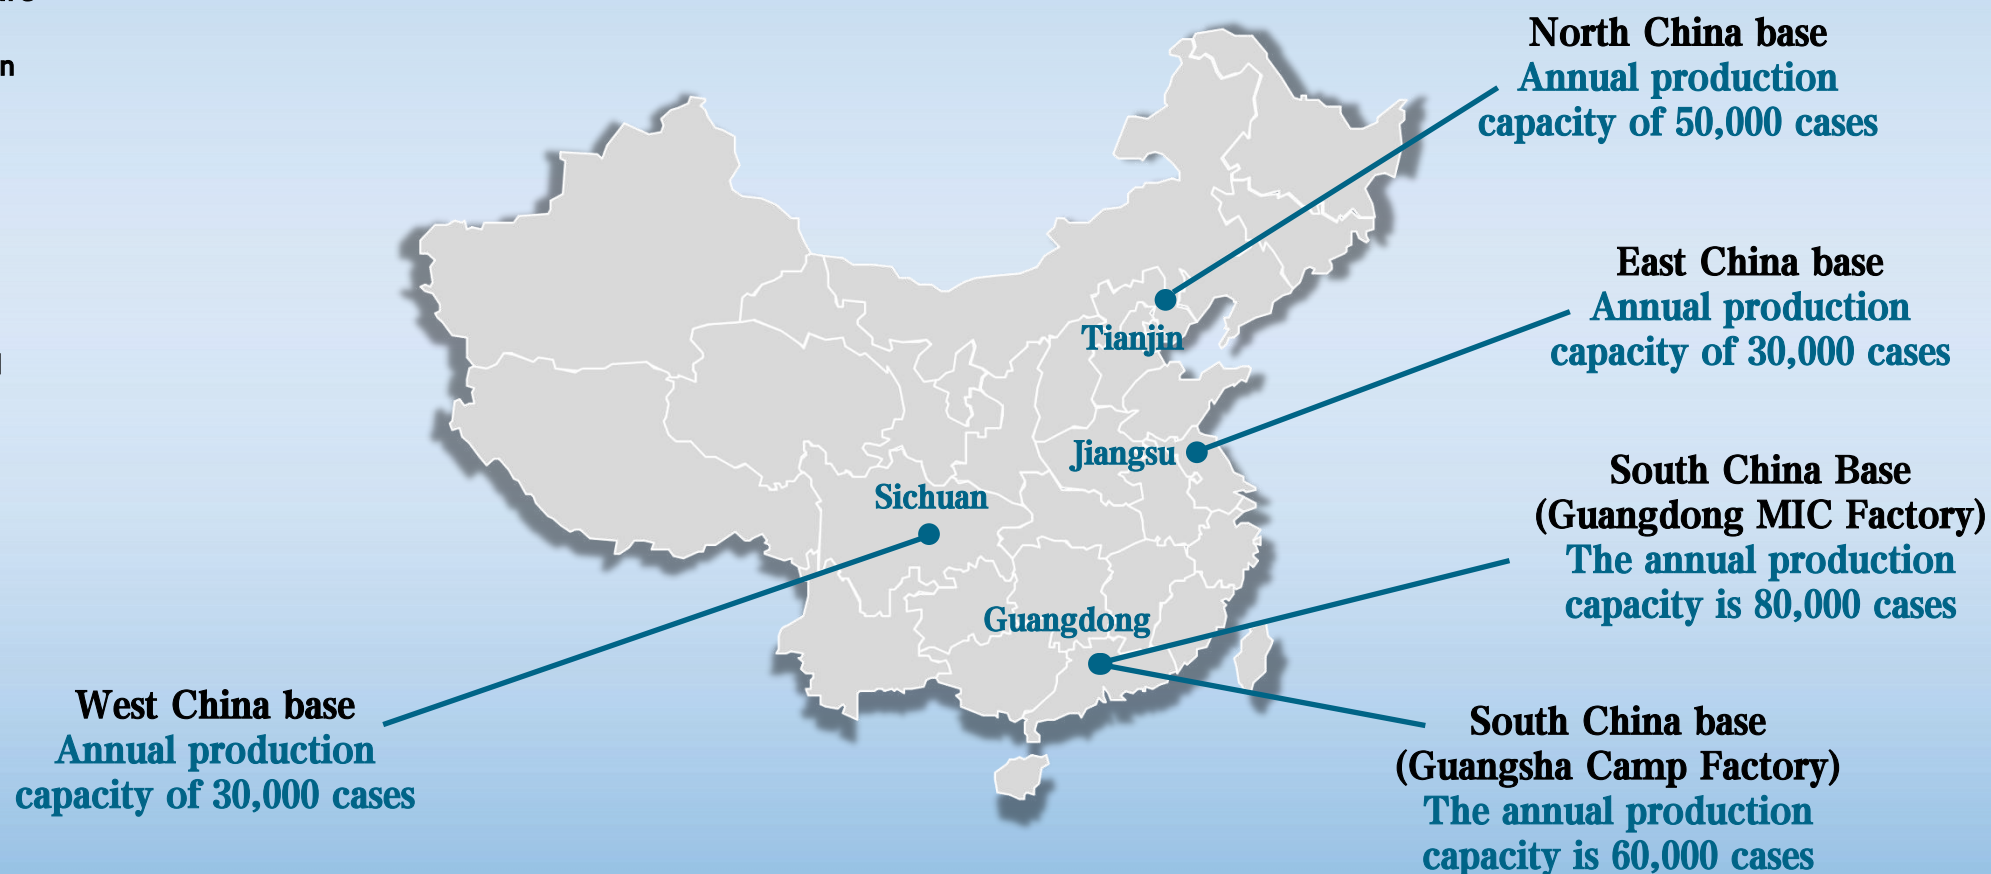 n
North China base
Annual production
capacity of 50,000 cases
East China base
Annual production
capacity of 30,000 cases
Tianjin
Jiangsu
South China Base
(Guangdong MIC Factory)
The annual production
capacity is 80,000 cases
Sichuan
Guangdong
West China base
Annual production
capacity of 30,000 cases
South China base
(Guangsha Camp Factory)
The annual production
capacity is 60,000 cases